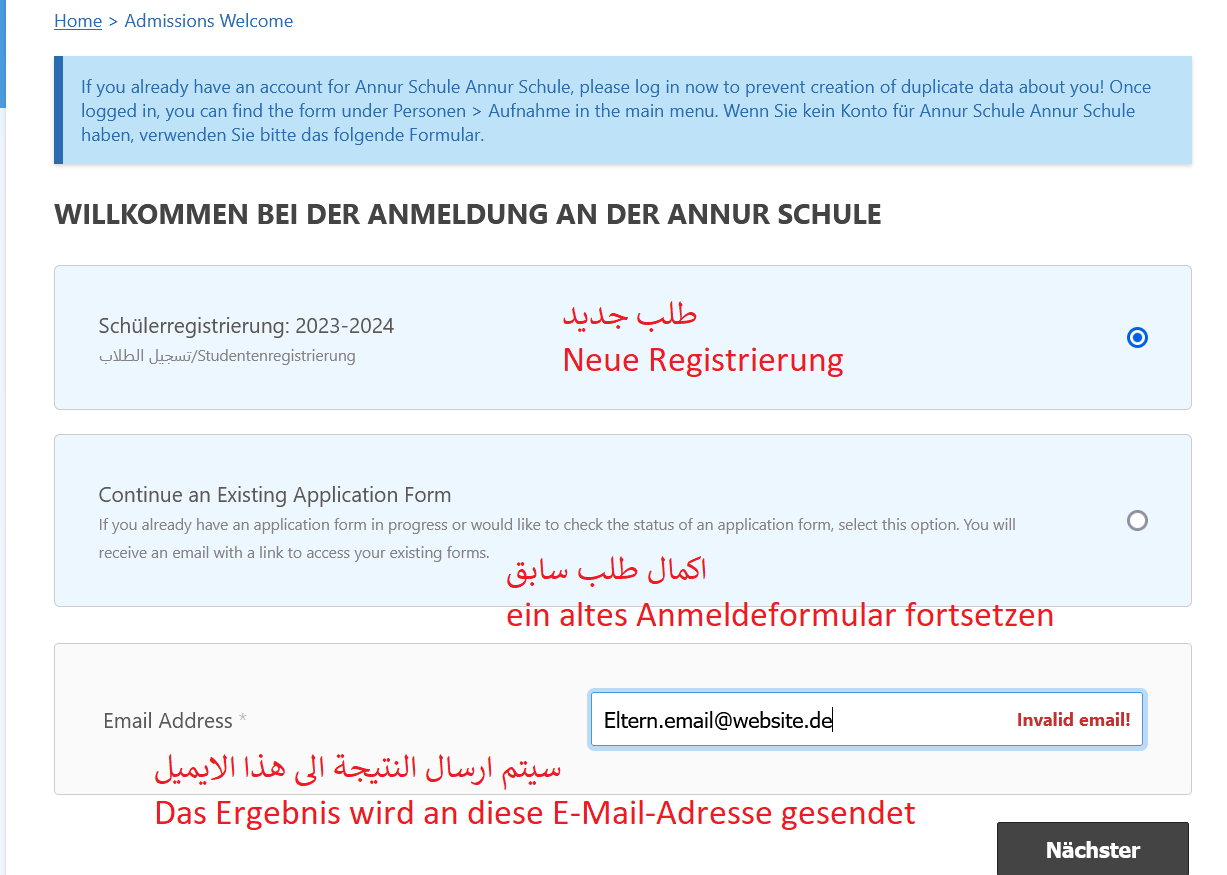 Home > Admissions Welcome
If you already have an account for Annur Schule Annur Schule, please log in now to prevent creation of duplicate data about you! Once
logged in, you can find the form under Personen > Aufnahme in the main menu. Wenn Sie kein Konto für Annur Schule Annur Schule
haben, verwenden Sie bitte das folgende Formular.
WILLKOMMEN BEI DER ANMELDUNG AN DER ANNUR SCHULE
Schülerregistrierung: 2023-2024
تسجيل الطلاب/Studentenregistrierung
طلب جديد
Neue Registrierung
Continue an Existing Application Form
If you already have an application form in progress or would like to check the status of an application form, select this option. You will
receive an email with a link to access your existing forms.
اكمال طلب سابق
ein altes Anmeldeformular fortsetzen
Email Address *
Eltern.email@website.de
Invalid email!
سيتم ارسال النتيجة الى هذا الايميل
Das Ergebnis wird an diese E-Mail-Adresse gesendet
Nächster